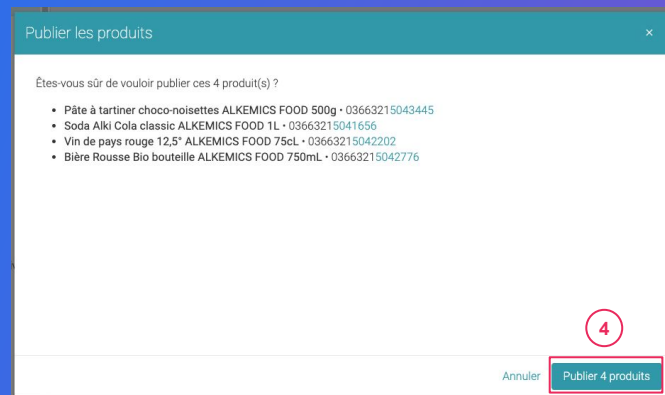 Publier les produits ×
Êtes-vous sûr de vouloir publier ces 4 produit(s) ?
• Pâte à tartiner choco-noisettes ALKEMICS FOOD 500g • 03663215043445
• Soda Alki Cola classic ALKEMICS FOOD 1L • 03663215041656
• Vin de pays rouge 12,5° ALKEMICS FOOD 75cL • 03663215042202
• Bière Rousse Bio bouteille ALKEMICS FOOD 750mL • 03663215042776
4
Annuler Publier 4 produits